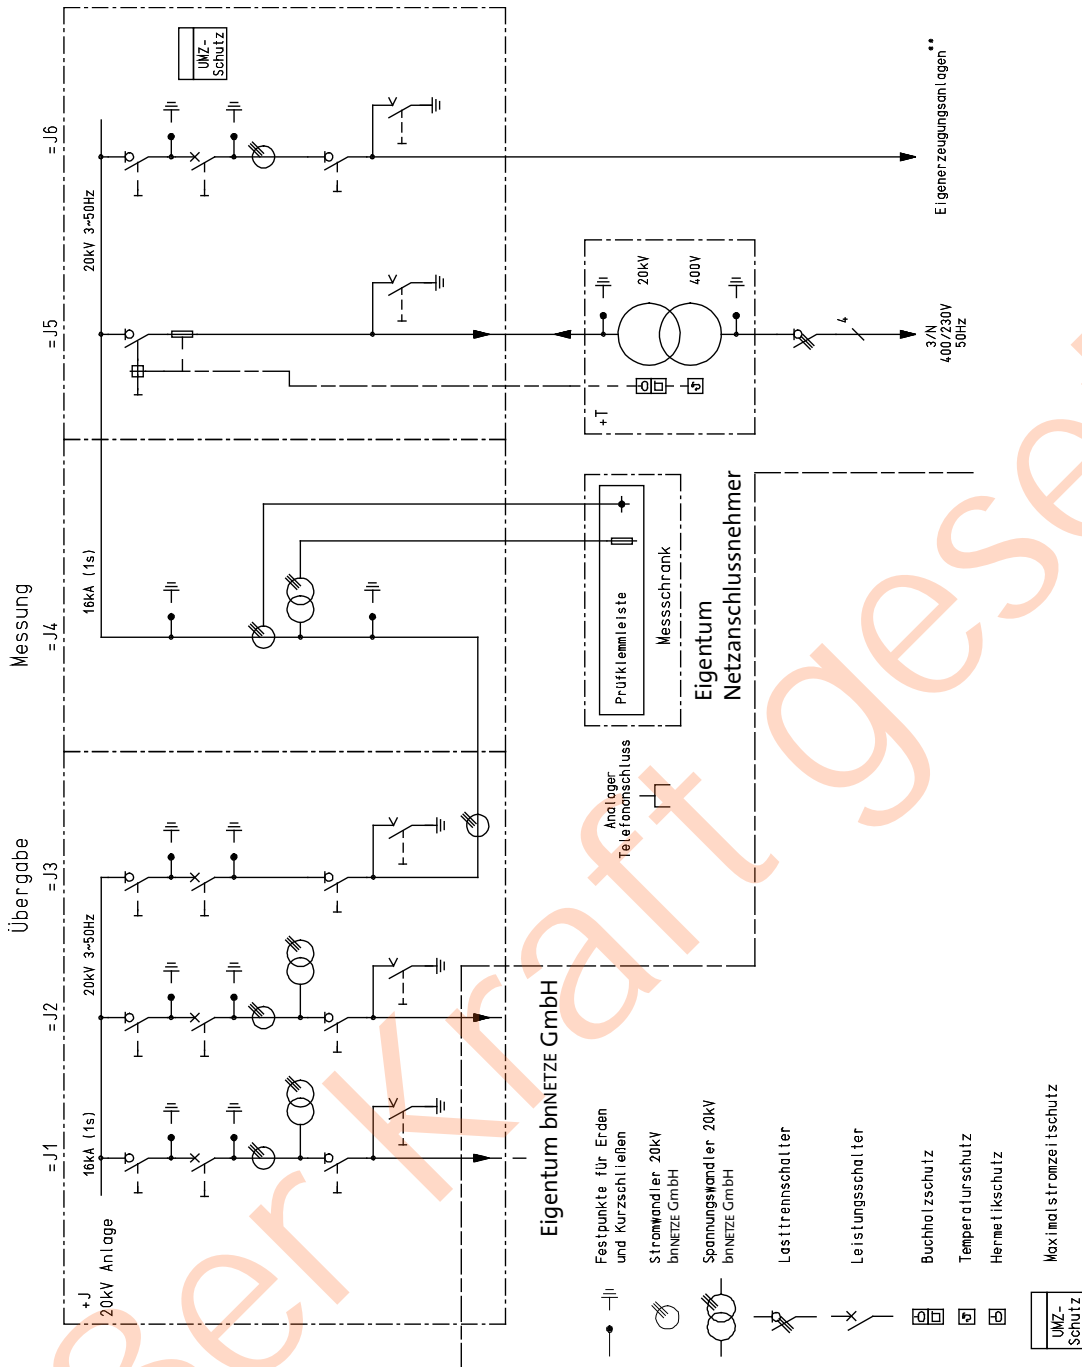 Übergabe
Messung
=J1
=J2
=J3
=J4
=J5
=J6
16kA (1s)
20kV 3~50Hz
16kA (1s)
20kV 3~50Hz
+J
20kV Anlage
UMZ-
Schutz
+T
20kV
400V
4
3/N
400/230V
50Hz
Eigenerzeugungsanlagen **
Prüfklemmleiste
Messschrank
Analoger
Telefonanschluss
Eigentum
Netzanschlussnehmer
Eigentum bnNETZE GmbH
Festpunkte für Erden
und Kurzschließen
Stromwandler 20kV
bnNETZE GmbH
Spannungswandler 20kV
bnNETZE GmbH
Lasttrennschalter
Leistungsschalter
Buchholzschutz
Temperaturschutz
Hermetikschutz
UMZ-
Schutz
Maximalstromzeitschutz
ßer Kraft gese